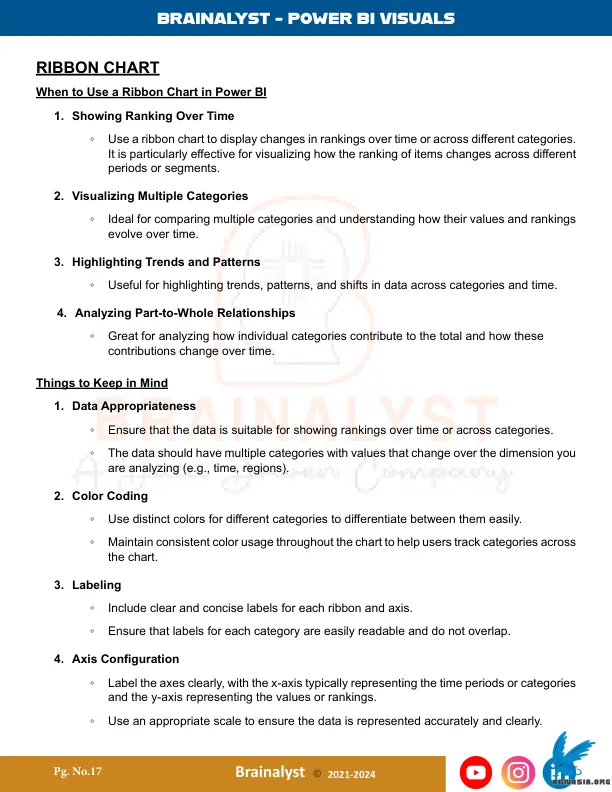 BRAINALYST - POWER BI VISUALS
RIBBON CHART
When to Use a Ribbon Chart in Power BI
1. Showing Ranking Over Time
◦ Use a ribbon chart to display changes in rankings over time or across different categories.
It is particularly effective for visualizing how the ranking of items changes across different
periods or segments.
2. Visualizing Multiple Categories
◦ Ideal for comparing multiple categories and understanding how their values and rankings
evolve over time.
3. Highlighting Trends and Patterns
◦ Useful for highlighting trends, patterns, and shifts in data across categories and time.
4. Analyzing Part-to-Whole Relationships
◦ Great for analyzing how individual categories contribute to the total and how these
contributions change over time.
Things to Keep in Mind
1. Data Appropriateness
BRAINALYST
◦ Ensure that the data is suitable for showing rankings over time or across categories.
◦ The data should have multiple categories with values that change over the dimension you
are analyzing (e.g., time, regions).
2. Color Coding
◦ Use distinct colors for different categories to differentiate between them easily.
◦ Maintain consistent color usage throughout the chart to help users track categories across
the chart.
3. Labeling
◦ Include clear and concise labels for each ribbon and axis.
◦ Ensure that labels for each category are easily readable and do not overlap.
4. Axis Configuration
◦ Label the axes clearly, with the x-axis typically representing the time periods or categories
and the y-axis representing the values or rankings.
◦ Use an appropriate scale to ensure the data is represented accurately and clearly.
Pg. No.17
Brainalyst © 2021-2024
in